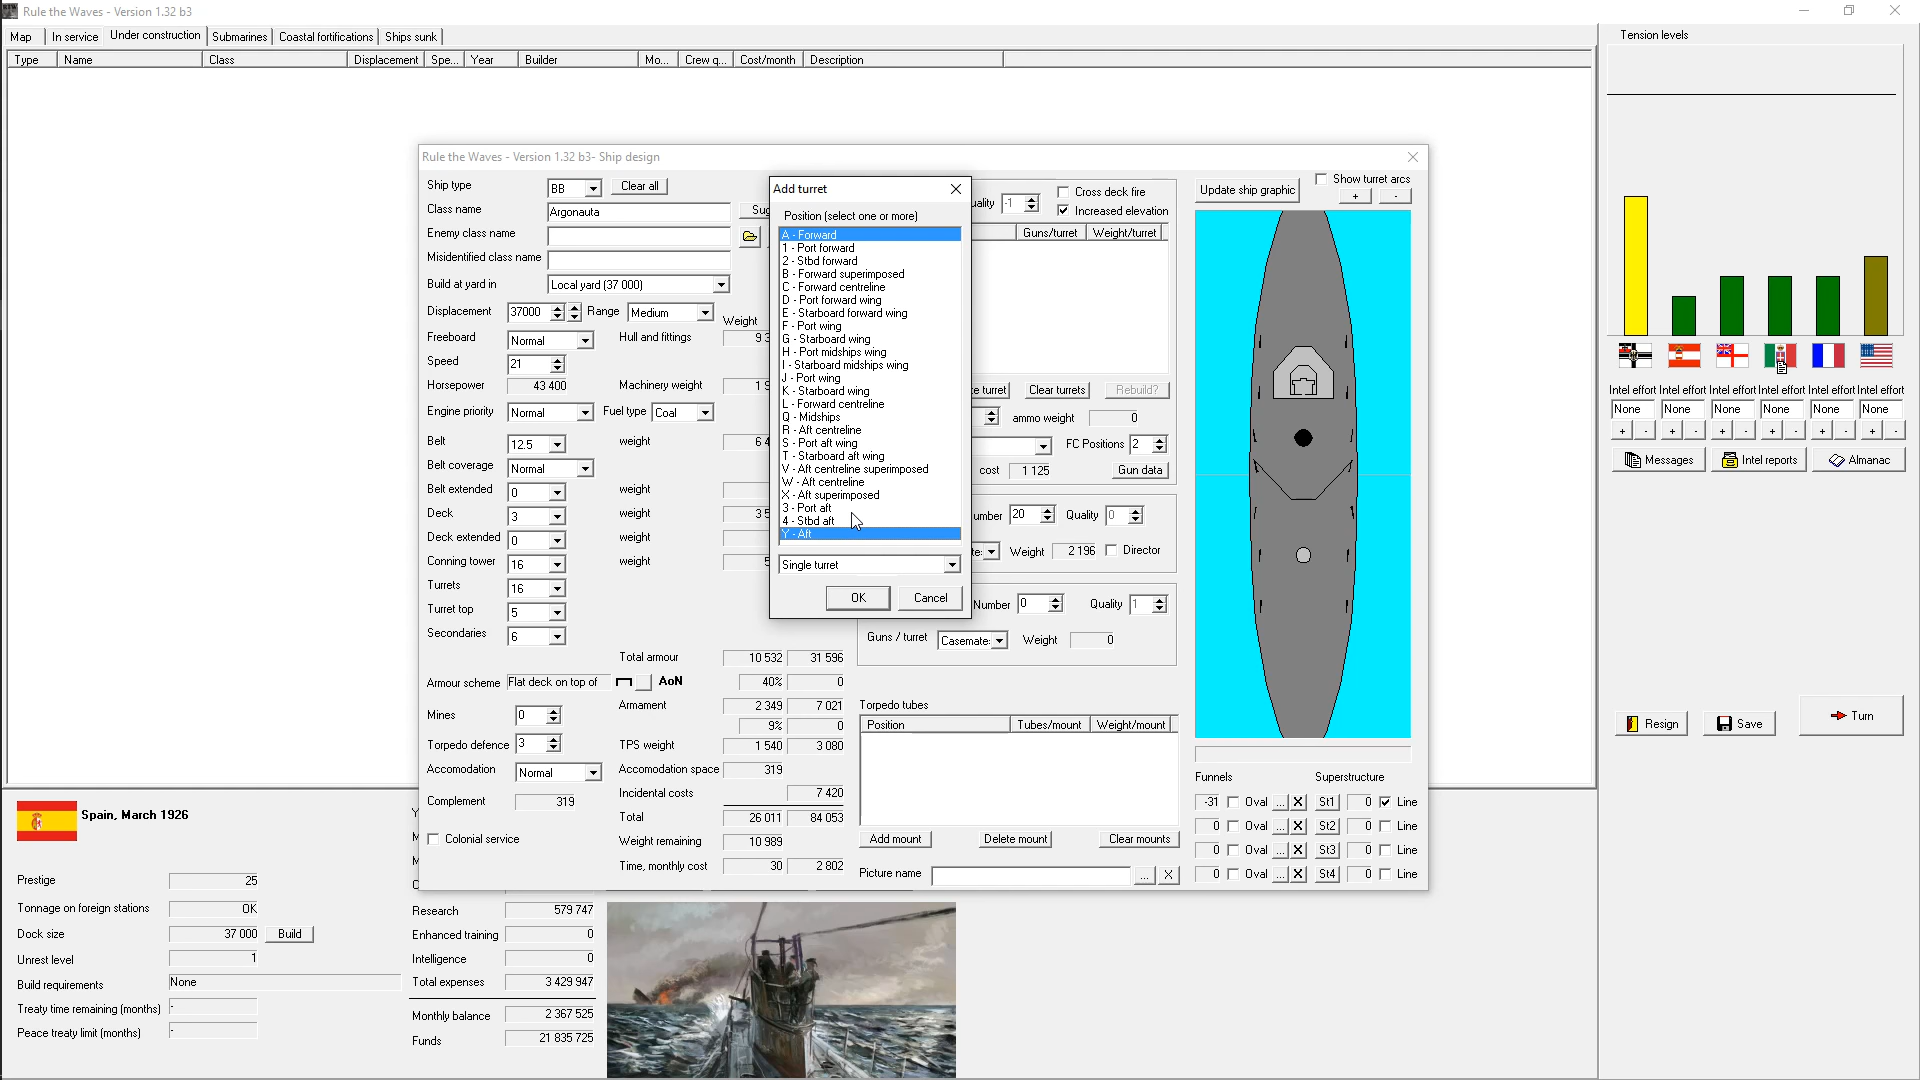 Rule the Waves - Version 1.32 b3
Map In service Under construction Submarines Coastal fortifications Ships sunk
Type Name Class Displacement Spe... Year Builder Mo... Crew q... Cost/month Description
Tension levels
Rule the Waves - Version 1.32 b3- Ship design
Ship type BB Clear all
Class name Argonauta
Enemy class name
Misidentified class name
Build at yard in Local yard (37 000)
Displacement 37000 Range Medium
Weight
Freeboard Normal Hull and fittings
Speed 21
Horsepower 43 400 Machinery weight
Engine priority Normal Fuel type Coal
Belt 12.5 weight
Belt coverage Normal
Belt extended 0 weight
Deck 3 weight
Deck extended 0 weight
Conning tower 16 weight
Turrets 16
Turret top 5
Secondaries 6
Total armour 10 532 31 596
Armour scheme Flat deck on top of AoN 40% 0
Mines 0 Armament 2 349 7 021
9% 0
Torpedo defence 3 TPS weight 1 540 3 080
Accomodation Normal Accomodation space 319
Complement 319 Incidental costs 7 420
Total 26 011 84 053
Colonial service Weight remaining 10 989
Time, monthly cost 30 2 802
Add turret
Position (select one or more)
A - Forward
1 - Port forward
2 - Stbd forward
B - Forward superimposed
C - Forward centreline
D - Port forward wing
E - Starboard forward wing
F - Port wing
G - Starboard wing
H - Port midships wing
I - Starboard midships wing
J - Port wing
K - Starboard wing
L - Forward centreline
Q - Midships
R - Aft centreline
S - Port aft wing
T - Starboard aft wing
V - Aft centreline superimposed
W - Aft centreline
X - Aft superimposed
3 - Port aft
4 - Stbd aft
Y - Aft
Single turret
OK Cancel
-1 Cross deck fire
Increased elevation
Guns/turret Weight/turret
Clear turrets Rebuild?
ammo weight 0
FC Positions 2
cost 1 125 Gun data
20 Quality 0
Weight 2 196 Director
Number 0 Quality 1
Guns / turret Casemate: Weight 0
Torpedo tubes
Position Tubes/mount Weight/mount
Add mount Delete mount Clear mounts
Picture name ... X
Update ship graphic Show turret arcs
+ -
Funnels Superstructure
-31 Oval ... X St1 0 Line
0 Oval ... X St2 0 Line
0 Oval ... X St3 0 Line
0 Oval ... X St4 0 Line
Intel effort Intel effort Intel effort Intel effort Intel effort Intel effort
None None None None None None
+ - + - + - + - + - + -
Messages Intel reports Almanac
Resign Save Turn
Spain, March 1926
Prestige 25
Tonnage on foreign stations OK
Dock size 37 000 Build
Unrest level 1
Build requirements None
Treaty time remaining (months) -
Peace treaty limit (months) -
Research 579 747
Enhanced training 0
Intelligence 0
Total expenses 3 429 947
Monthly balance 2 367 525
Funds 21 835 725